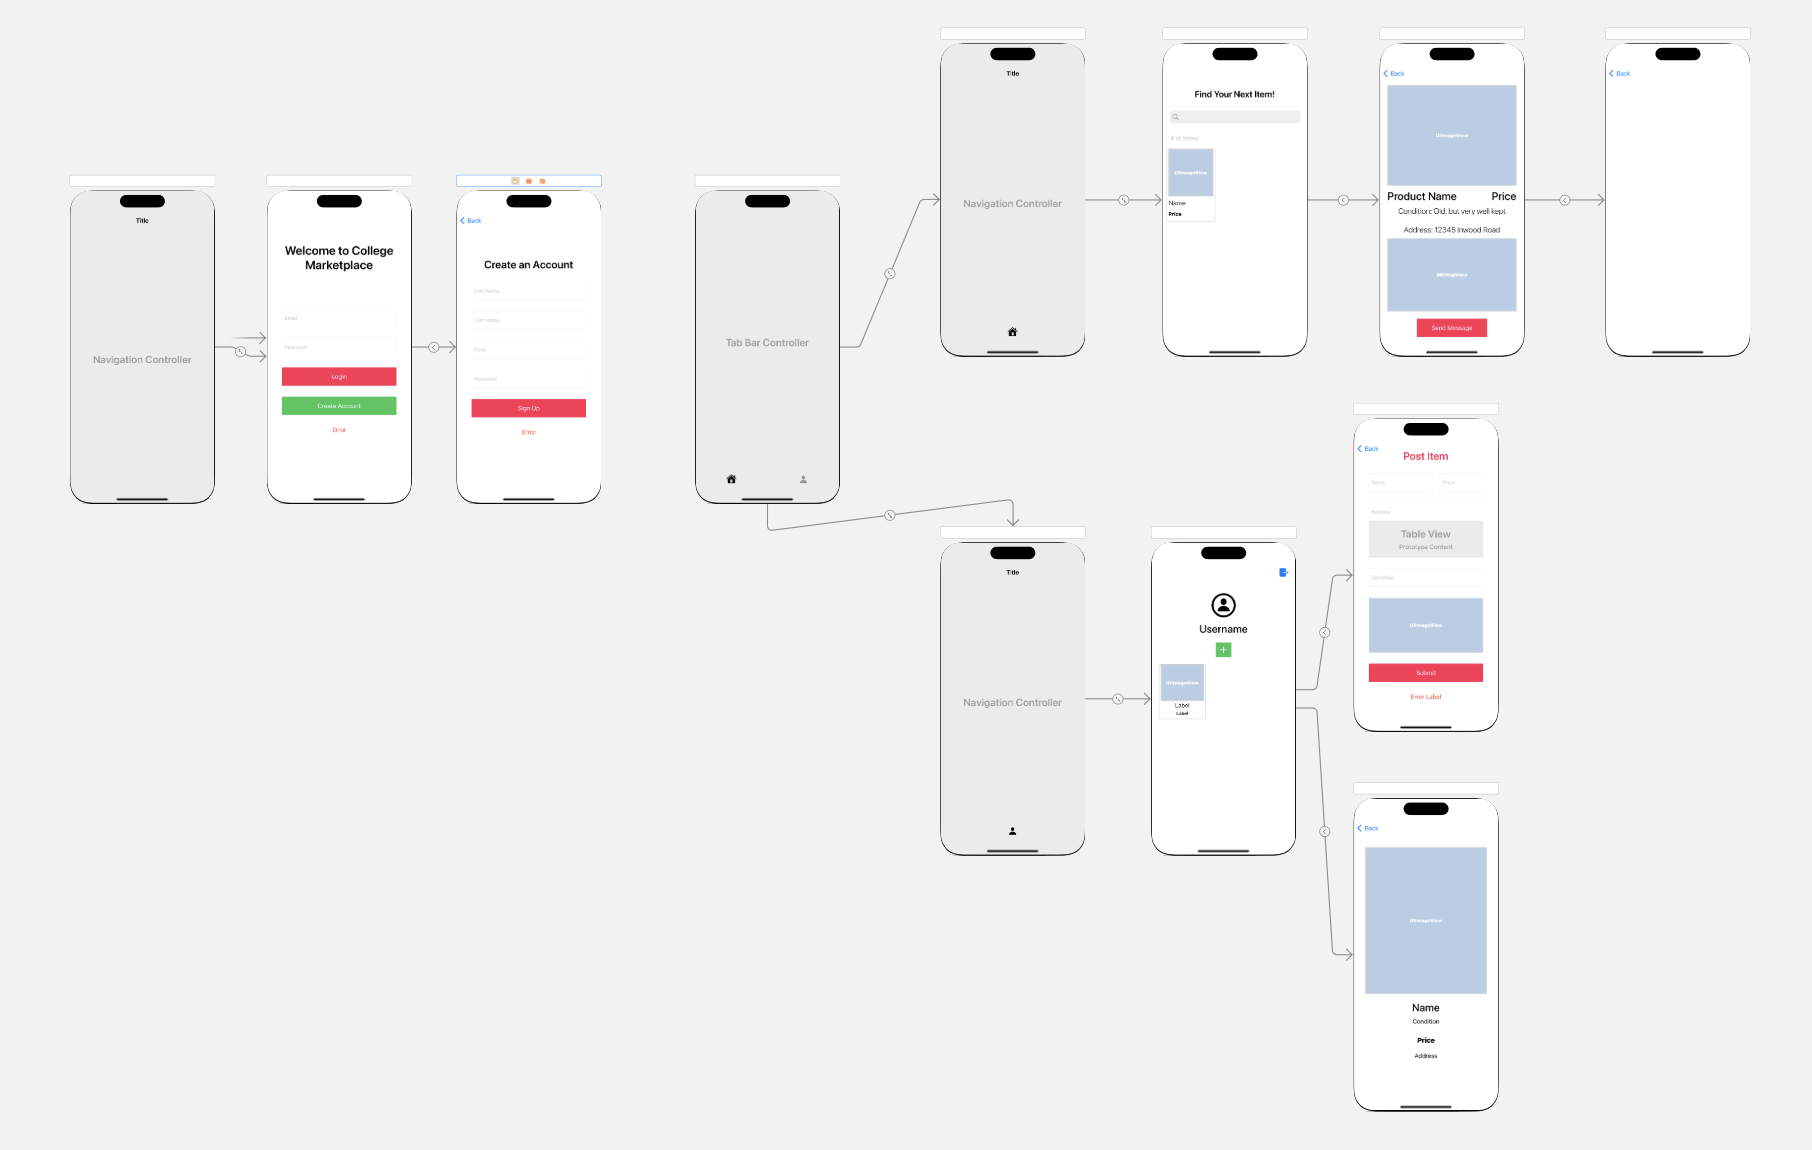 Title
Navigation Controller
Welcome to College
Marketplace
Email
Password
Login
Create Account
Error
Back
Create an Account
First Name
Last Name
Email
Password
Sign Up
Error
Tab Bar Controller
Title
Navigation Controller
Find Your Next Item!
# of Items
UIImageView
Name
Price
Back
UIImageView
Product Name Price
Condition: Old, but very well kept
Address: 12345 Inwood Road
MKMapView
Send Message
Back
Title
Navigation Controller
Username
+
UIImageView
Label
Label
Back
Post Item
Name Price
Address
Table View
Prototype Content
Condition
UIImageView
Submit
Error Label
Back
UIImageView
Name
Condition
Price
Address